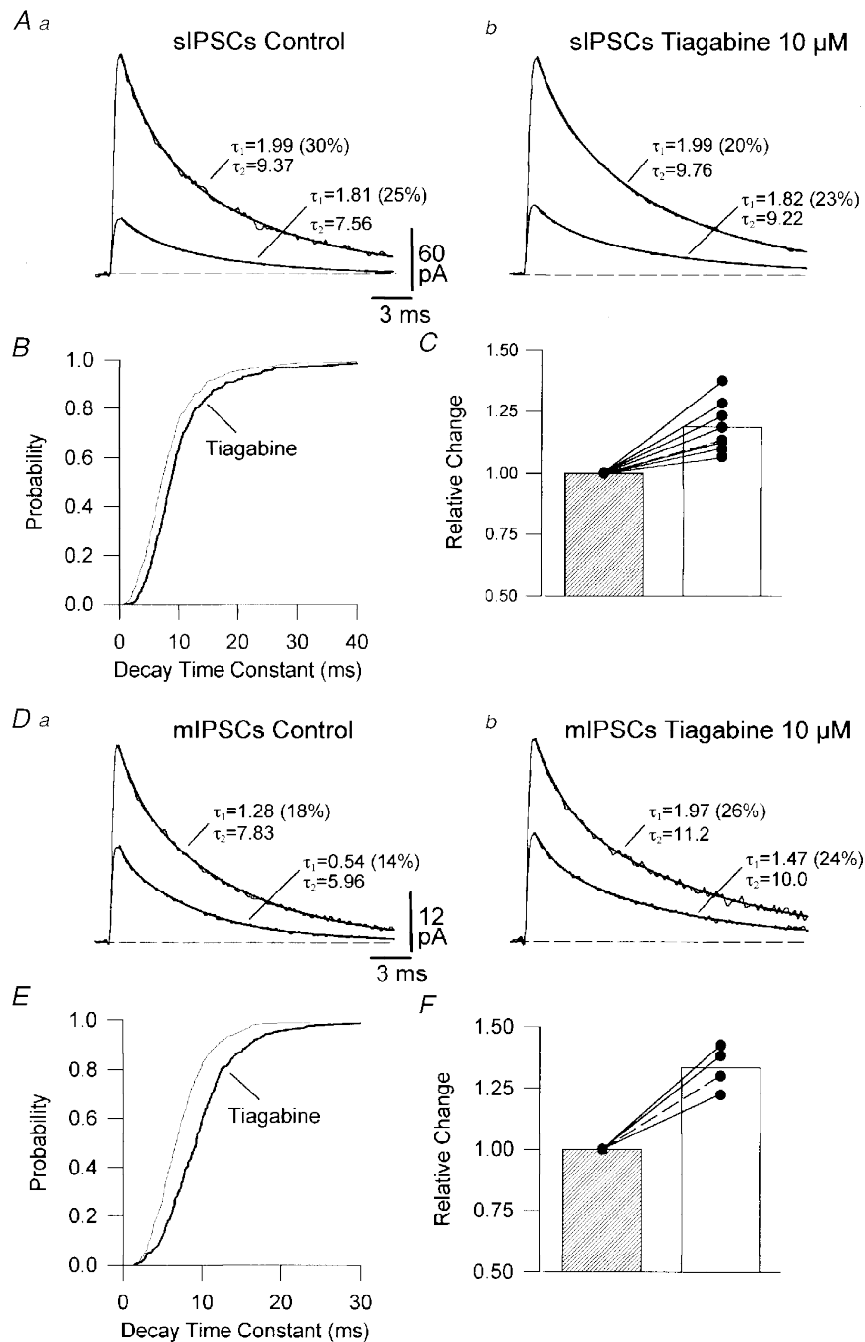 A a
sIPSCs Control
τ₁=1.99 (30%)
τ₂=9.37
τ₁=1.81 (25%)
τ₂=7.56
60
pA
3 ms
b
sIPSCs Tiagabine 10 µM
τ₁=1.99 (20%)
τ₂=9.76
τ₁=1.82 (23%)
τ₂=9.22
B
1.0
0.8
0.6
0.4
0.2
0.0
Probability
Tiagabine
0 10 20 30 40
Decay Time Constant (ms)
C
1.50
1.25
1.00
0.75
0.50
Relative Change
D a
mIPSCs Control
τ₁=1.28 (18%)
τ₂=7.83
τ₁=0.54 (14%)
τ₂=5.96
12
pA
3 ms
b
mIPSCs Tiagabine 10 µM
τ₁=1.97 (26%)
τ₂=11.2
τ₁=1.47 (24%)
τ₂=10.0
E
1.0
0.8
0.6
0.4
0.2
0.0
Probability
Tiagabine
0 10 20 30
Decay Time Constant (ms)
F
1.50
1.25
1.00
0.75
0.50
Relative Change